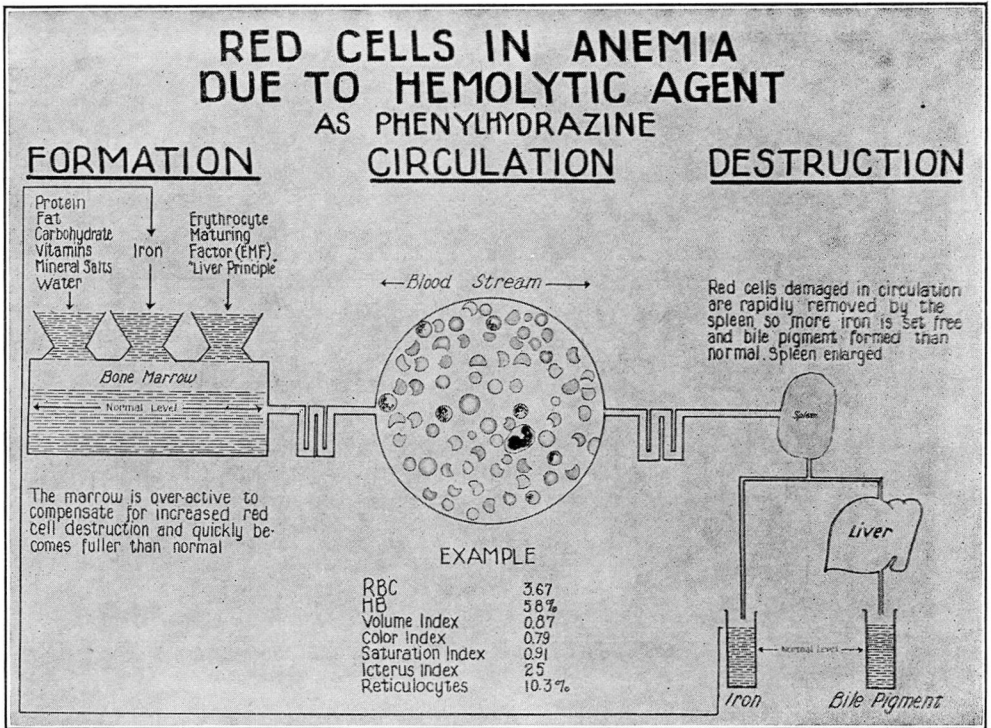 RED CELLS IN ANEMIA
DUE TO HEMOLYTIC AGENT
AS PHENYLHYDRAZINE
FORMATION
CIRCULATION
DESTRUCTION
Protein
Fat
Carbohydrate
Vitamins
Mineral Salts
Water
Iron
Erythrocyte
Maturing
Factor (EMF)
"Liver Principle"
Bone Marrow
Normal Level
The marrow is over-active to
compensate for increased red
cell destruction and quickly be-
comes fuller than normal
Blood Stream
EXAMPLE
RBC 3.67
HB 58%
Volume Index 0.87
Color Index 0.79
Saturation Index 0.91
Icterus Index 25
Reticulocytes 10.3%
Red cells damaged in circulation
are rapidly removed by the
spleen so more iron is set free
and bile pigment formed than
normal. Spleen enlarged
Spleen
Liver
Normal Level
Iron
Bile Pigment